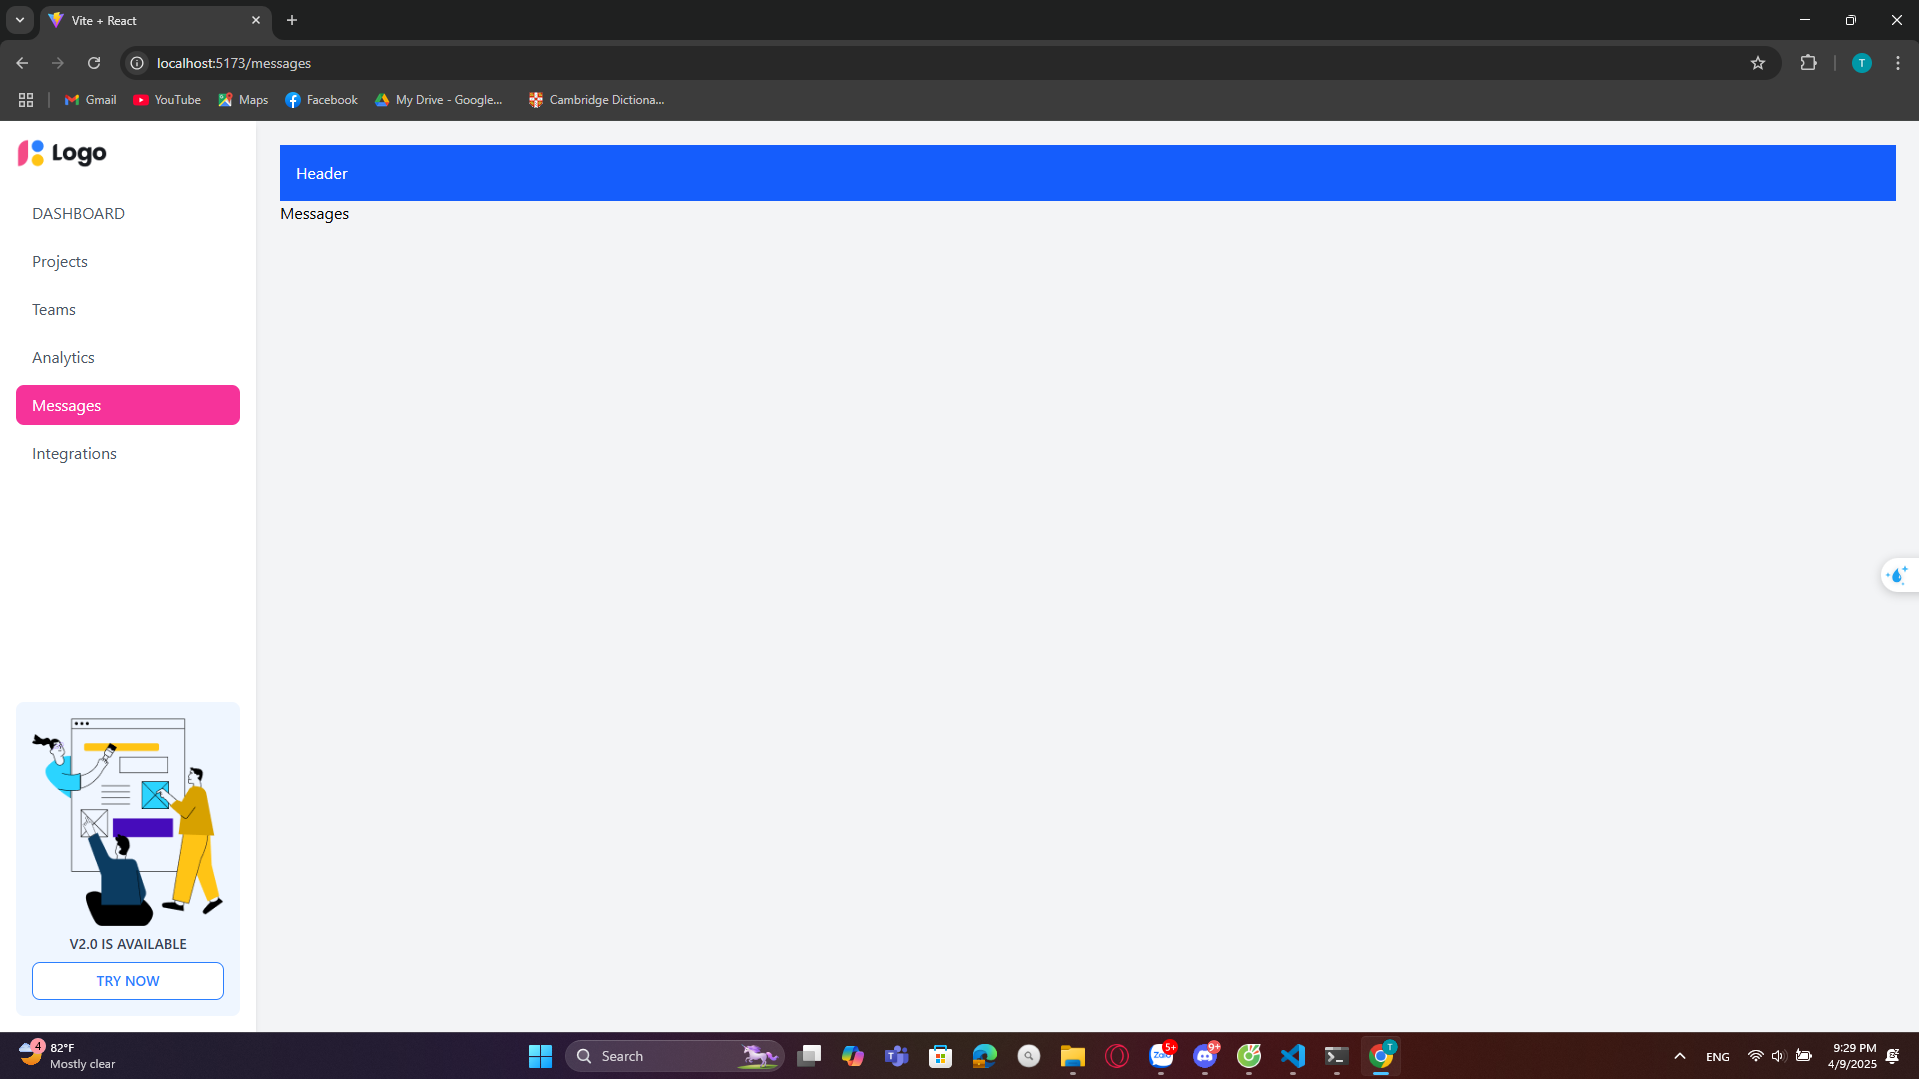 Vite + React
localhost:5173/messages
Gmail
YouTube
Maps
Facebook
My Drive - Google...
Cambridge Dictiona...
T
Logo
DASHBOARD
Projects
Teams
Analytics
Messages
Integrations
Header
Messages
V2.0 IS AVAILABLE
TRY NOW
4
82°F
Mostly clear
Search
Zalo
5+
9+
T
ENG
9:29 PM
4/9/2025